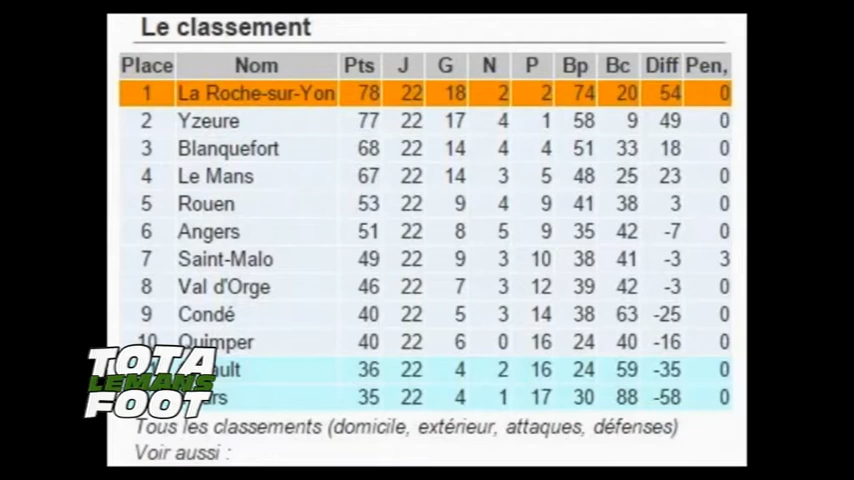 Le classement
Place Nom Pts J G N P Bp Bc Diff Pen,
1 La Roche-sur-Yon 78 22 18 2 2 74 20 54 0
2 Yzeure 77 22 17 4 1 58 9 49 0
3 Blanquefort 68 22 14 4 4 51 33 18 0
4 Le Mans 67 22 14 3 5 48 25 23 0
5 Rouen 53 22 9 4 9 41 38 3 0
6 Angers 51 22 8 5 9 35 42 -7 0
7 Saint-Malo 49 22 9 3 10 38 41 -3 3
8 Val d'Orge 46 22 7 3 12 39 42 -3 0
9 Condé 40 22 5 3 14 38 63 -25 0
10 Quimper 40 22 6 0 16 24 40 -16 0
36 22 4 2 16 24 59 -35 0
35 22 4 1 17 30 88 -58 0
TOTA
LEMANS
FOOT
Tous les classements (domicile, extérieur, attaques, défenses)
Voir aussi :